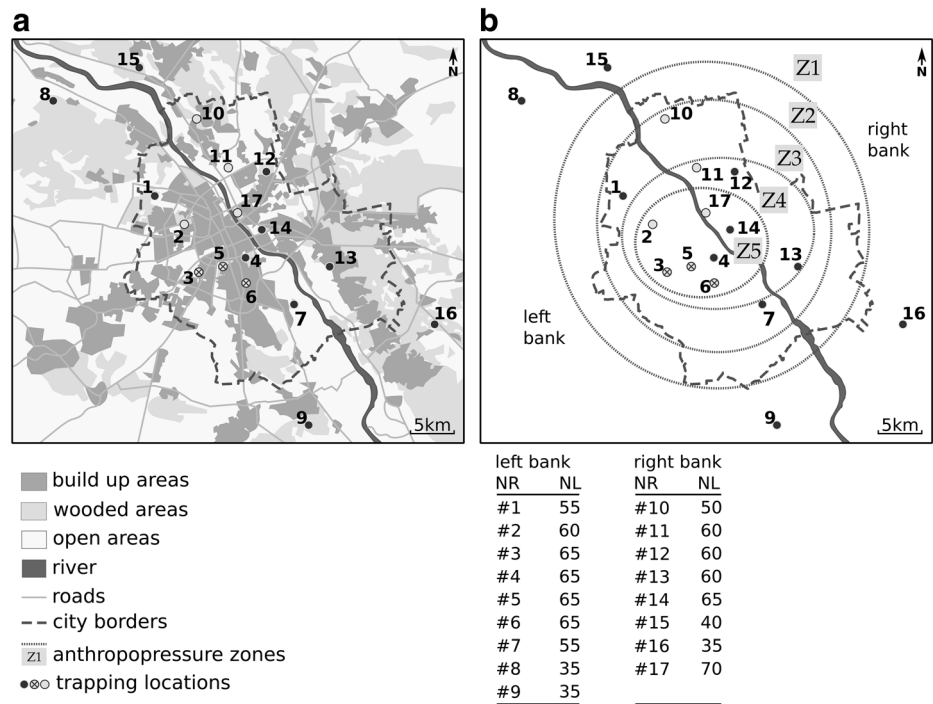 a
15
8
N
10
11
12
1
17
2
14
5
4
13
3
6
7
16
9
5km
b
15
Z1
8
N
Z2
10
right
bank
Z3
11
12
1
Z4
17
2
14
5
4
Z5
13
3
6
7
16
left
bank
9
5km
build up areas
wooded areas
open areas
river
roads
city borders
Z1 anthropopressure zones
trapping locations
left bank
NR NL
#1 55
#2 60
#3 65
#4 65
#5 65
#6 65
#7 55
#8 35
#9 35
right bank
NR NL
#10 50
#11 60
#12 60
#13 60
#14 65
#15 40
#16 35
#17 70